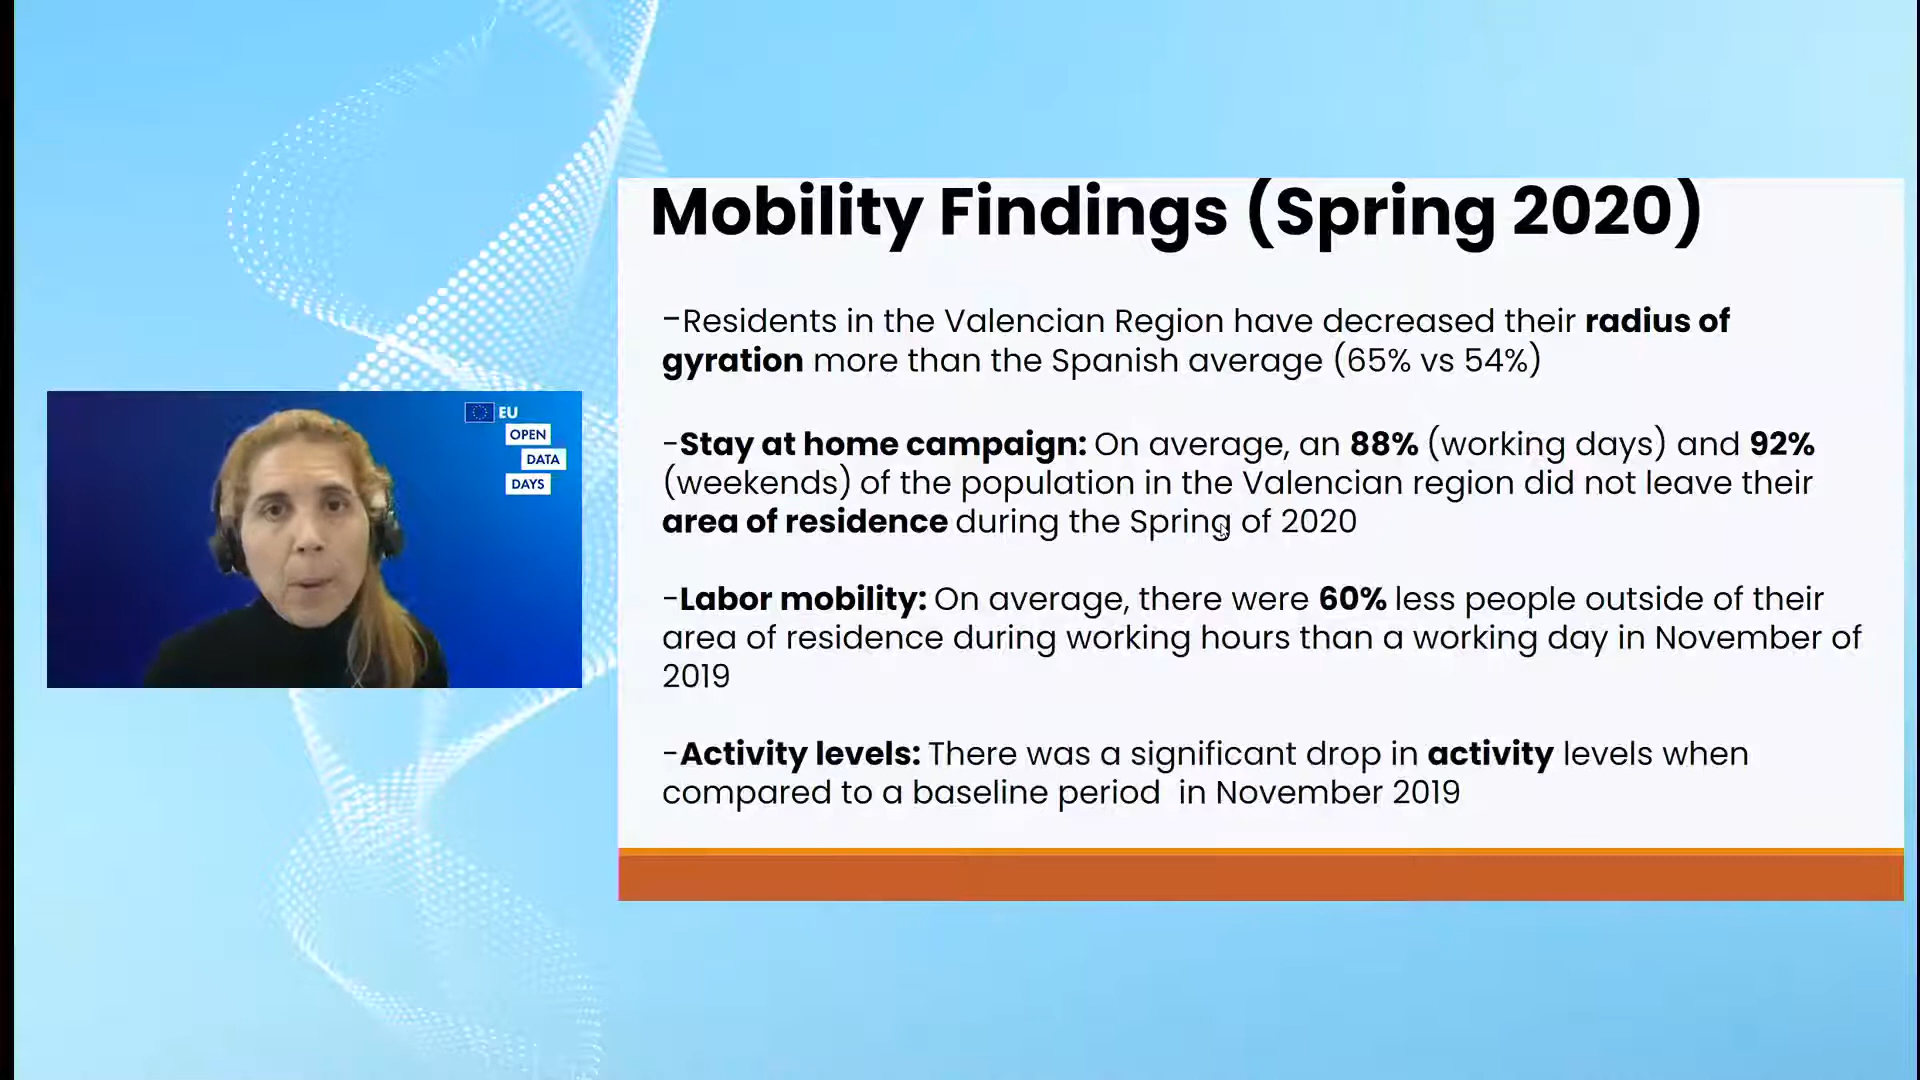 EU
OPEN
DATA
DAYS
Mobility Findings (Spring 2020)
-Residents in the Valencian Region have decreased their radius of
gyration more than the Spanish average (65% vs 54%)
-Stay at home campaign: On average, an 88% (working days) and 92%
(weekends) of the population in the Valencian region did not leave their
area of residence during the Spring of 2020
-Labor mobility: On average, there were 60% less people outside of their
area of residence during working hours than a working day in November of
2019
-Activity levels: There was a significant drop in activity levels when
compared to a baseline period  in November 2019